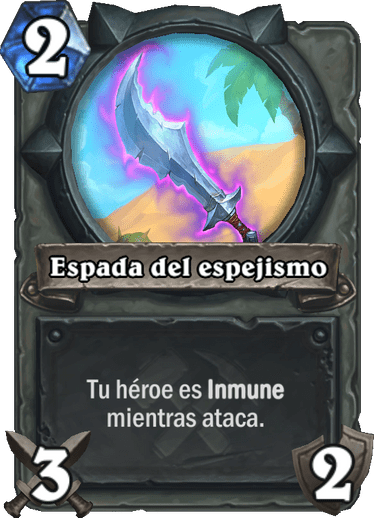 2
Espada del espejismo
Tu héroe es Inmune
mientras ataca.
3
2